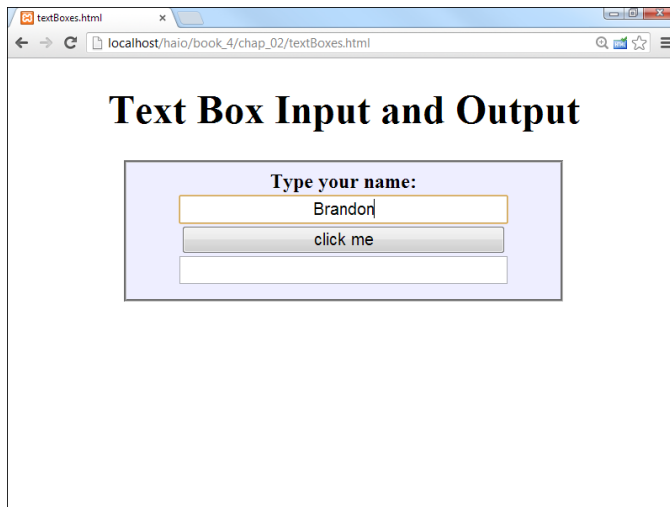 textBoxes.html
localhost/haio/book_4/chap_02/textBoxes.html
Text Box Input and Output
Type your name:
Brandon
click me